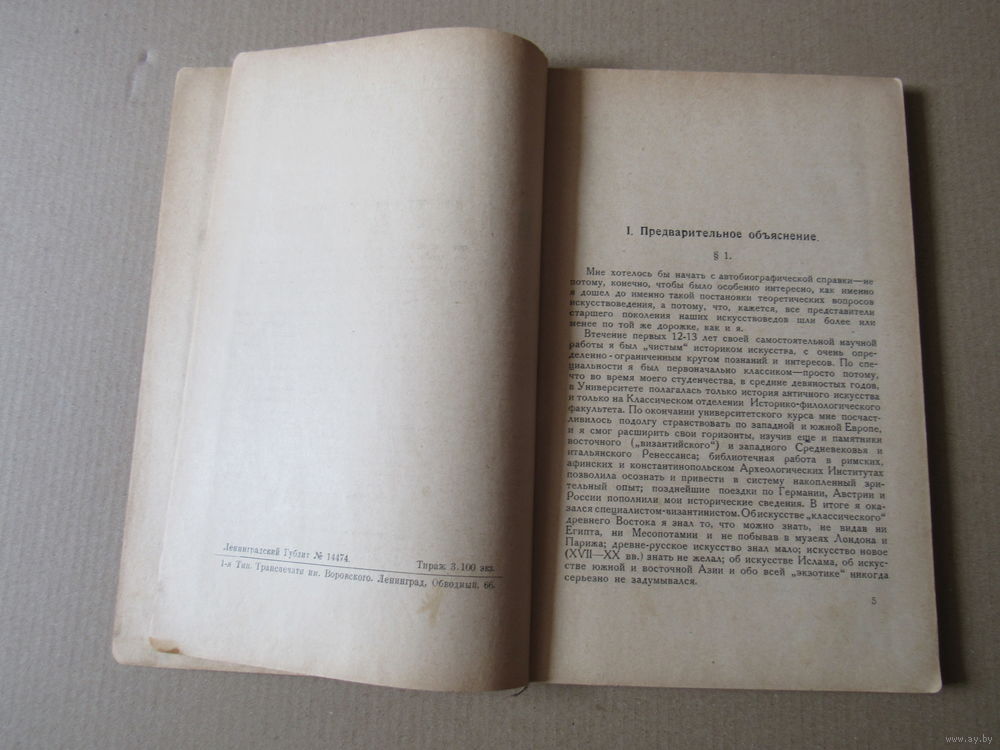 Ленинградский Гублит № 14474. Тираж 3.100 экз.
1-я Тип. Транспечати им. Воровского. Ленинград, Обводный, 66.
I. Предварительное объяснение.
§ 1.
Мне хотелось бы начать с автобиографической справки—не
потому, конечно, чтобы было особенно интересно, как именно
я дошел до именно такой постановки теоретических вопросов
искусствоведения, а потому, что, кажется, все представители
старшего поколения наших искусствоведов шли более или
менее по той же дорожке, как и я.
Втечение первых 12-13 лет своей самостоятельной научной
работы я был „чистым" историком искусства, с очень опре-
деленно-ограниченным кругом познаний и интересов. По спе-
циальности я был первоначально классиком—просто потому,
что во время моего студенчества, в средине девяностых годов,
в Университете полагалась только история античного искусства
и только на Классическом отделении Историко-филологического
факультета. По окончании университетского курса мне посчаст-
ливилось подолгу странствовать по западной и южной Европе,
и я смог расширить свои горизонты, изучив еще и памятники
восточного („византийского") и западного Средневековья и
итальянского Ренессанса; библиотечная работа в римских,
афинских и константинопольском Археологических Институтах
позволила осознать и привести в систему накопленный зри-
тельный опыт; позднейшие поездки по Германии, Австрии и
России пополнили мои исторические сведения. В итоге я ока-
зался специалистом-византинистом. Об искусстве „классического"
древнего Востока я знал то, что можно знать, не видав ни
Египта, ни Месопотамии и не побывав в музеях Лондона и
Парижа; древне-русское искусство знал мало; искусство новое
(XVII—XX вв.) знать не желал; об искусстве Ислама, об искус-
стве южной и восточной Азии и обо всей „экзотике" никогда
серьезно не задумывался.
5
www.ay.by